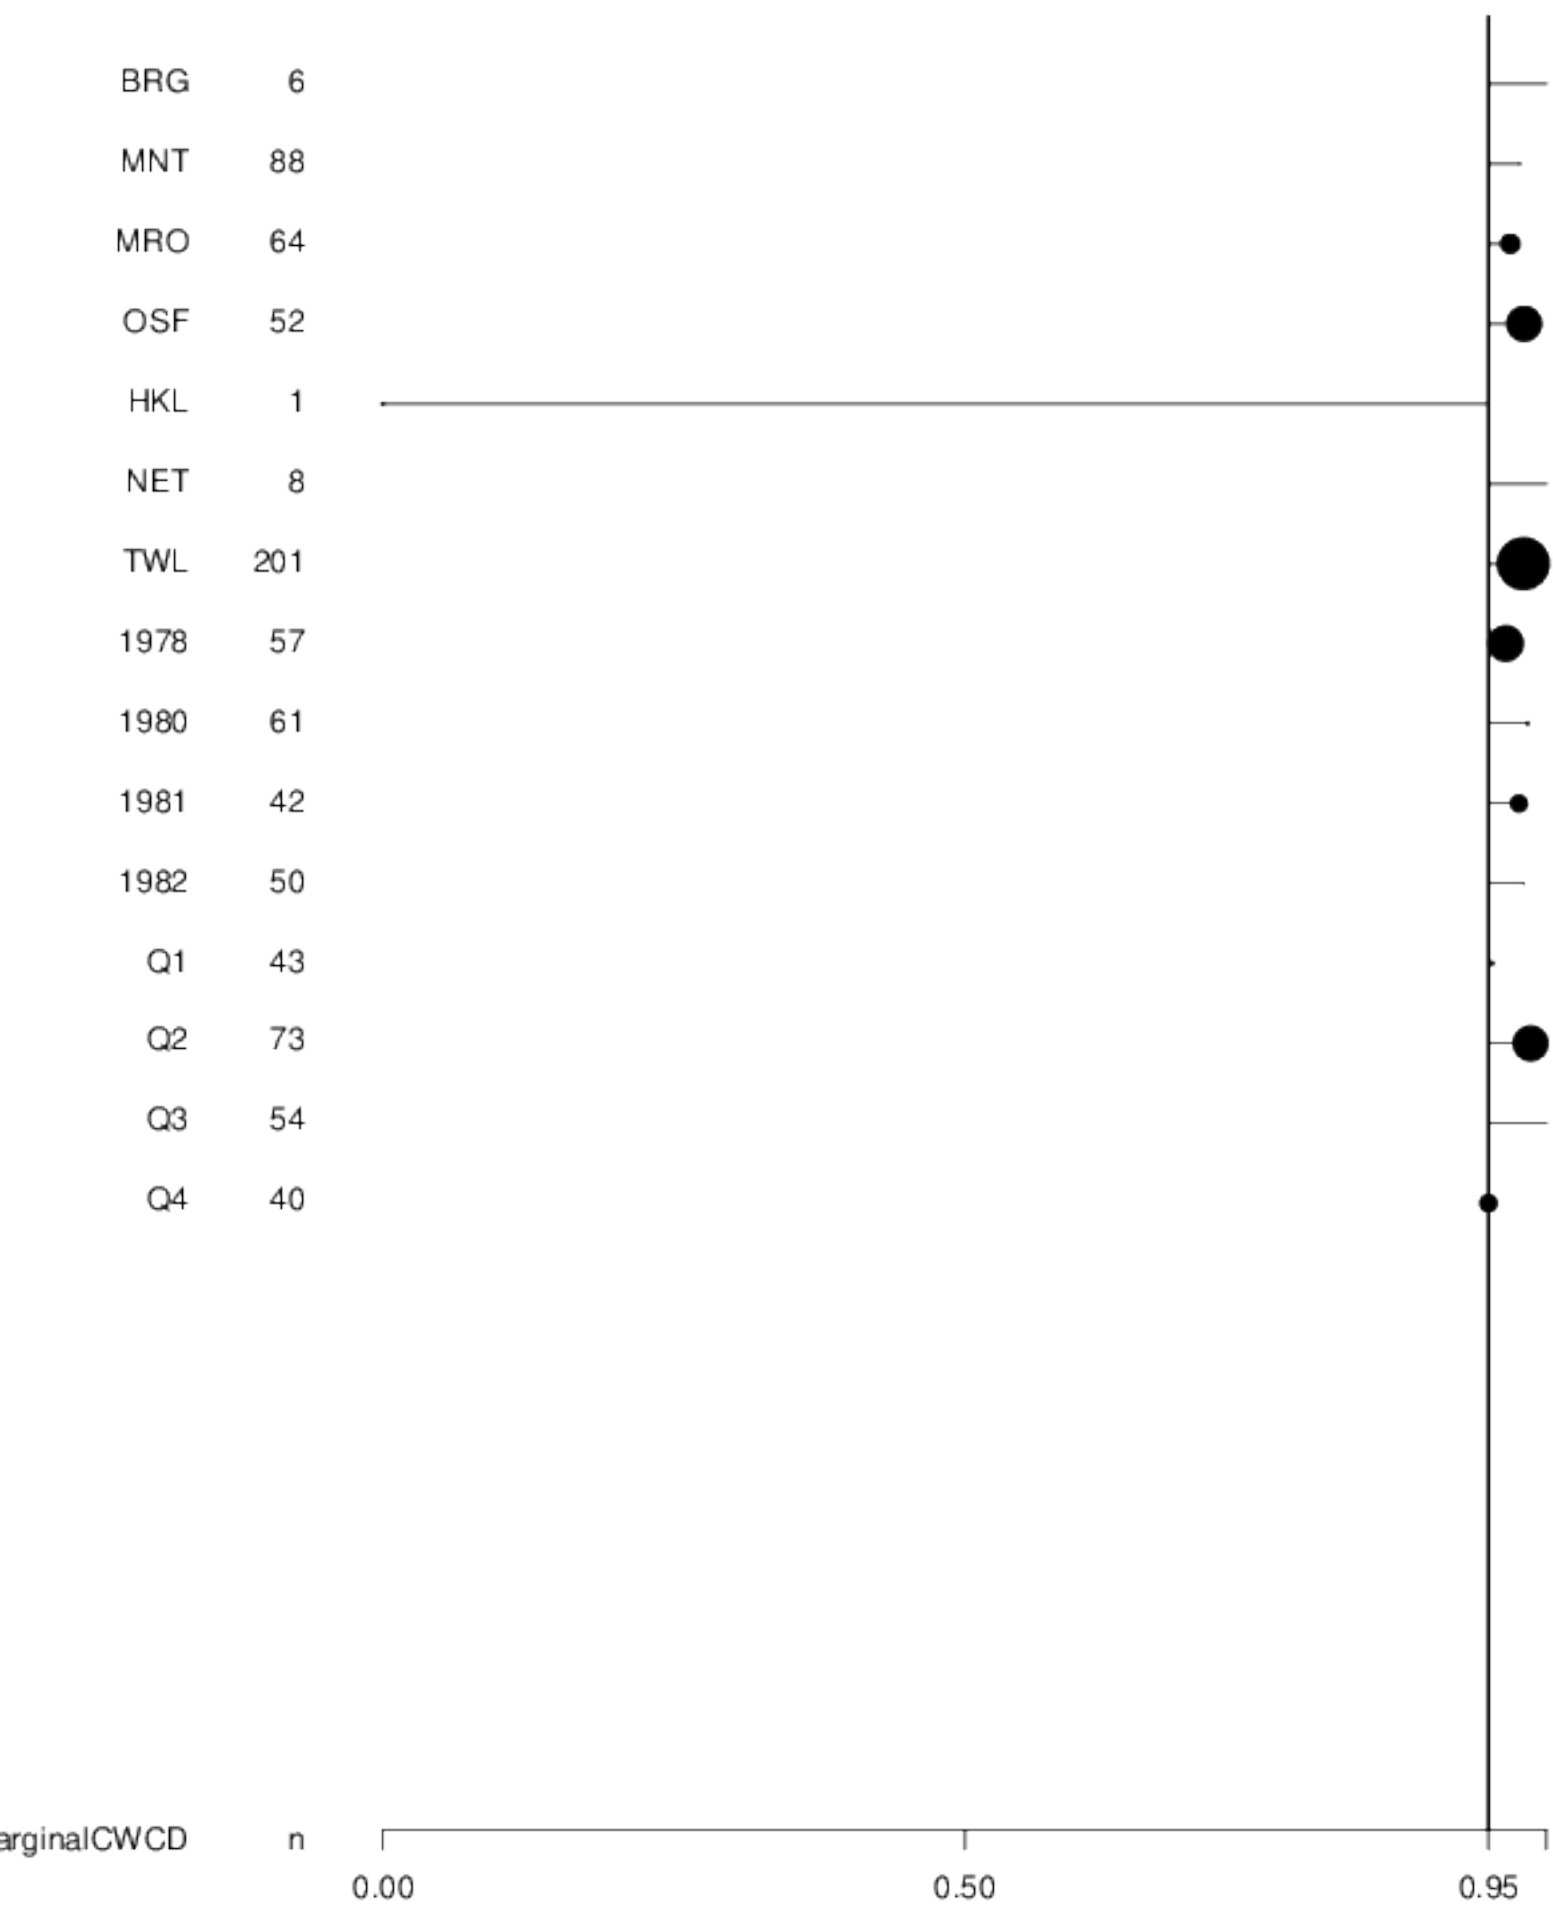 BRG 6
MNT 88
MRO 64
OSF 52
HKL 1
NET 8
TWL 201
1978 57
1980 61
1981 42
1982 50
Q1 43
Q2 73
Q3 54
Q4 40
arginalCWCD n
0.00 0.50 0.95